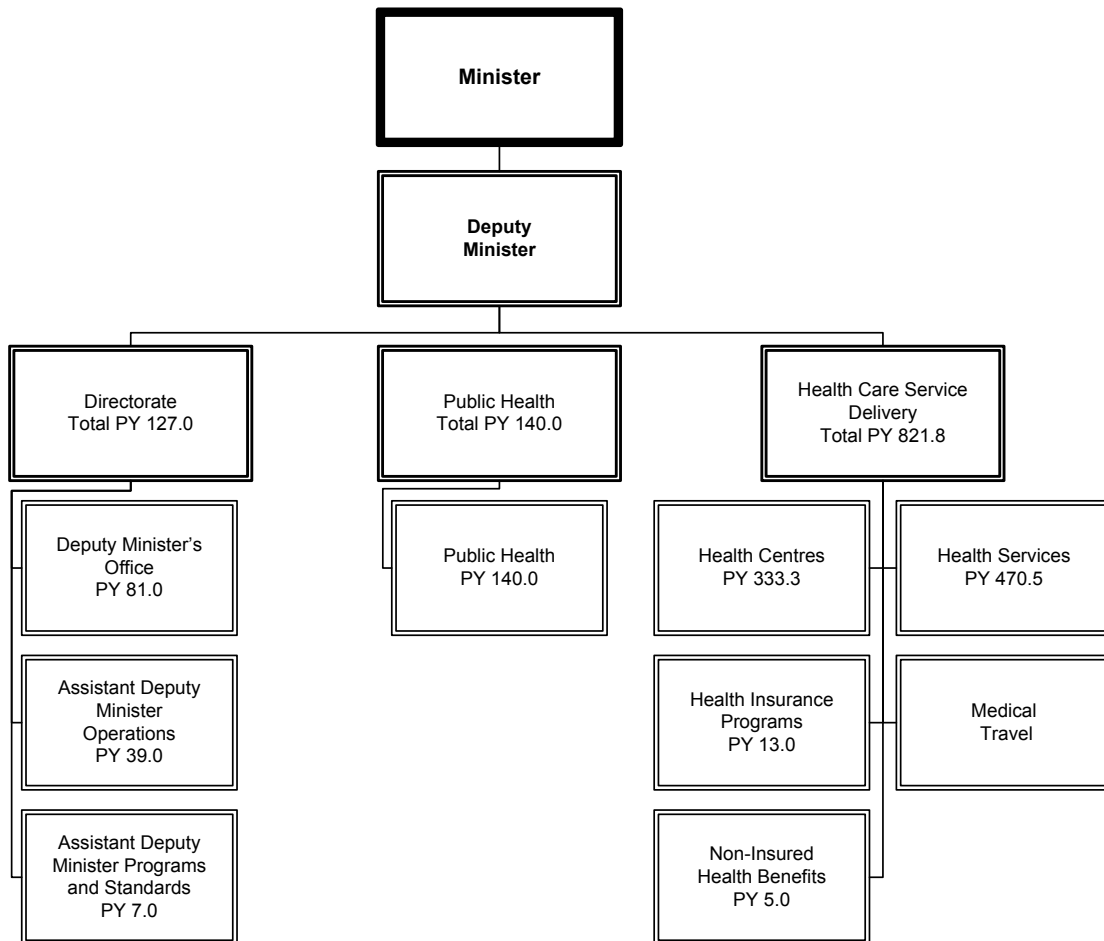 Minister
Deputy
Minister
Directorate
Total PY 127.0
Public Health
Total PY 140.0
Health Care Service
Delivery
Total PY 821.8
Deputy Minister’s
Office
PY 81.0
Public Health
PY 140.0
Health Centres
PY 333.3
Health Services
PY 470.5
Assistant Deputy
Minister
Operations
PY 39.0
Health Insurance
Programs
PY 13.0
Medical
Travel
Assistant Deputy
Minister Programs
and Standards
PY 7.0
Non-Insured
Health Benefits
PY 5.0